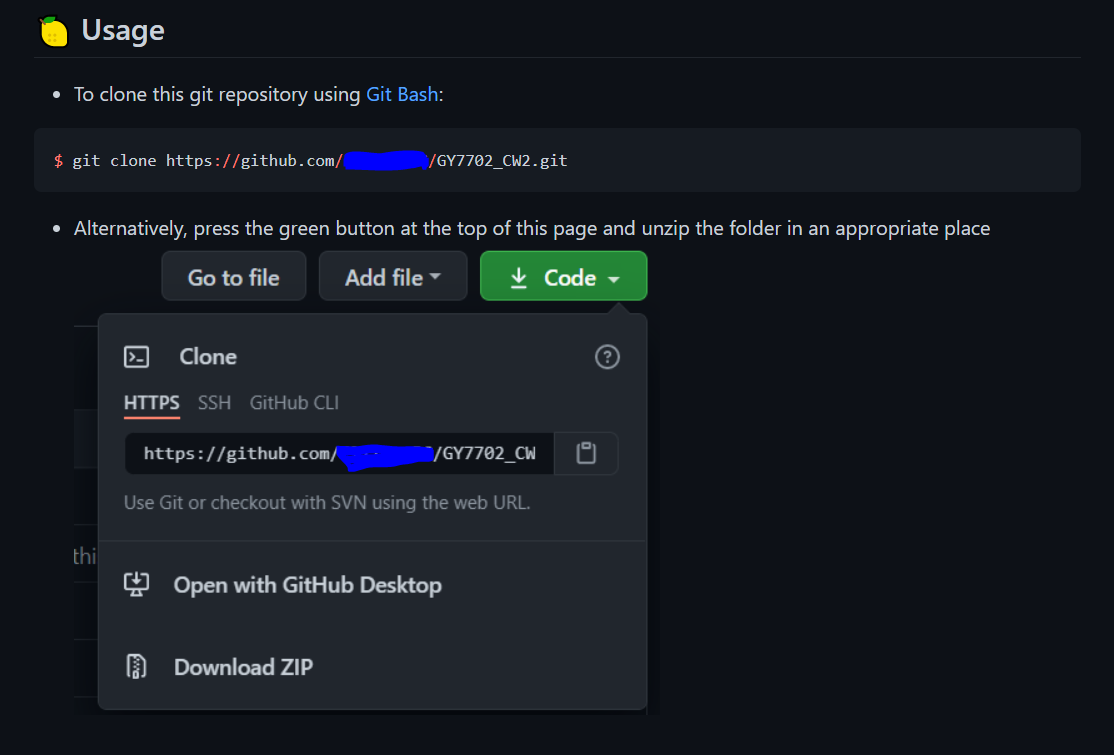 Usage
To clone this git repository using Git Bash:
$ git clone https://github.com/ /GY7702_CW2.git
Alternatively, press the green button at the top of this page and unzip the folder in an appropriate place
Go to file Add file Code
Clone
HTTPS SSH GitHub CLI
https://github.com/ /GY7702_CW
Use Git or checkout with SVN using the web URL.
thi
Open with GitHub Desktop
Download ZIP